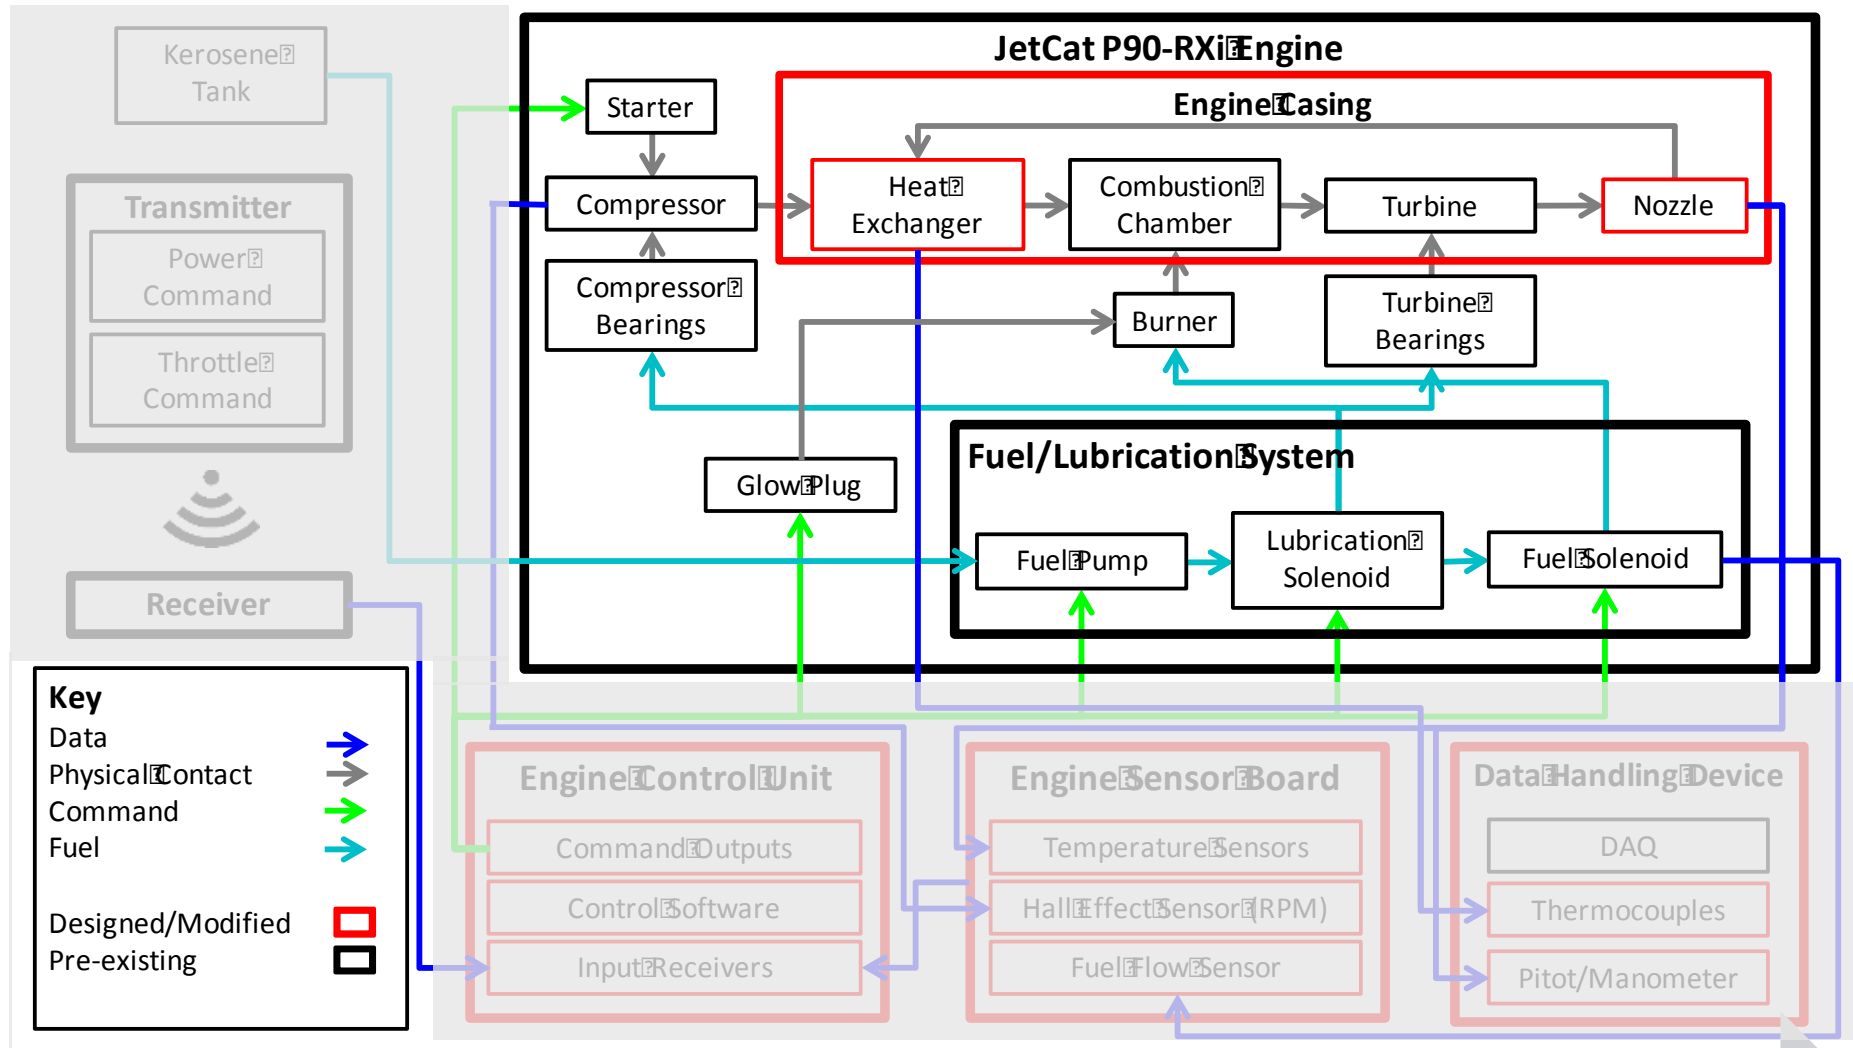 Kerosene
Tank
Transmitter
Power
Command
Throttle
Command
Receiver
JetCat P90-RXi Engine
Starter
Engine Casing
Compressor
Heat
Exchanger
Combustion
Chamber
Turbine
Nozzle
Compressor
Bearings
Burner
Turbine
Bearings
Glow Plug
Fuel/Lubrication System
Fuel Pump
Lubrication
Solenoid
Fuel Solenoid
Key
Data
Physical Contact
Command
Fuel
Designed/Modified
Pre-existing
Engine Control Unit
Command Outputs
Control Software
Input Receivers
Engine Sensor Board
Temperature Sensors
Hall Effect Sensor (RPM)
Fuel Flow Sensor
Data Handling Device
DAQ
Thermocouples
Pitot/Manometer